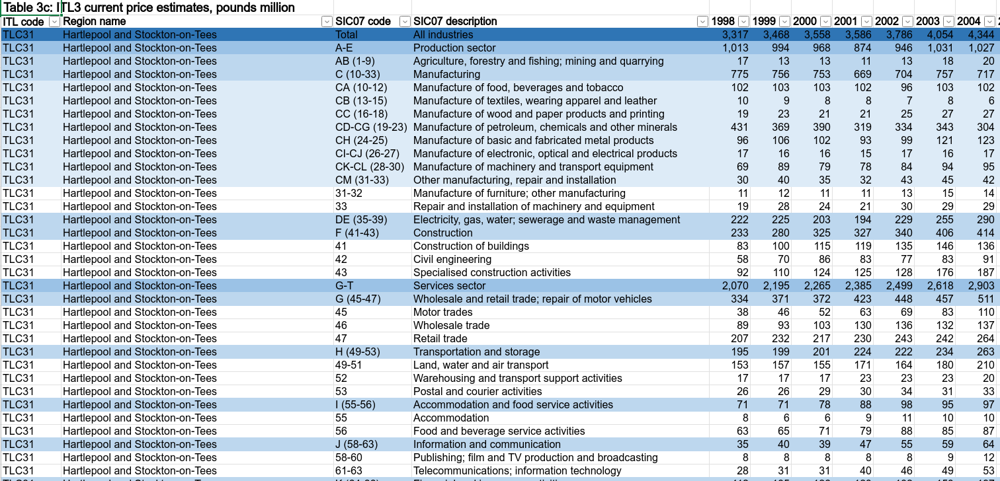 Table 3c: ITL3 current price estimates, pounds million
ITL code Region name SIC07 code SIC07 description 1998 1999 2000 2001 2002 2003 2004
TLC31 Hartlepool and Stockton-on-Tees Total All industries 3,317 3,468 3,558 3,586 3,786 4,054 4,344
TLC31 Hartlepool and Stockton-on-Tees A-E Production sector 1,013 994 968 874 946 1,031 1,027
TLC31 Hartlepool and Stockton-on-Tees AB (1-9) Agriculture, forestry and fishing; mining and quarrying 17 13 13 11 13 18 20
TLC31 Hartlepool and Stockton-on-Tees C (10-33) Manufacturing 775 756 753 669 704 757 717
TLC31 Hartlepool and Stockton-on-Tees CA (10-12) Manufacture of food, beverages and tobacco 102 103 103 102 96 103 102
TLC31 Hartlepool and Stockton-on-Tees CB (13-15) Manufacture of textiles, wearing apparel and leather 10 9 8 8 7 8 6
TLC31 Hartlepool and Stockton-on-Tees CC (16-18) Manufacture of wood and paper products and printing 19 23 21 21 25 27 27
TLC31 Hartlepool and Stockton-on-Tees CD-CG (19-23) Manufacture of petroleum, chemicals and other minerals 431 369 390 319 334 343 304
TLC31 Hartlepool and Stockton-on-Tees CH (24-25) Manufacture of basic and fabricated metal products 96 106 102 93 99 121 123
TLC31 Hartlepool and Stockton-on-Tees CI-CJ (26-27) Manufacture of electronic, optical and electrical products 17 16 16 15 17 16 17
TLC31 Hartlepool and Stockton-on-Tees CK-CL (28-30) Manufacture of machinery and transport equipment 69 89 79 78 84 94 95
TLC31 Hartlepool and Stockton-on-Tees CM (31-33) Other manufacturing, repair and installation 30 40 35 32 43 45 42
TLC31 Hartlepool and Stockton-on-Tees 31-32 Manufacture of furniture; other manufacturing 11 12 11 11 13 15 14
TLC31 Hartlepool and Stockton-on-Tees 33 Repair and installation of machinery and equipment 19 28 24 21 30 29 29
TLC31 Hartlepool and Stockton-on-Tees DE (35-39) Electricity, gas, water; sewerage and waste management 222 225 203 194 229 255 290
TLC31 Hartlepool and Stockton-on-Tees F (41-43) Construction 233 280 325 327 340 406 414
TLC31 Hartlepool and Stockton-on-Tees 41 Construction of buildings 83 100 115 119 135 146 136
TLC31 Hartlepool and Stockton-on-Tees 42 Civil engineering 58 70 86 83 77 83 91
TLC31 Hartlepool and Stockton-on-Tees 43 Specialised construction activities 92 110 124 125 128 176 187
TLC31 Hartlepool and Stockton-on-Tees G-T Services sector 2,070 2,195 2,265 2,385 2,499 2,618 2,903
TLC31 Hartlepool and Stockton-on-Tees G (45-47) Wholesale and retail trade; repair of motor vehicles 334 371 372 423 448 457 511
TLC31 Hartlepool and Stockton-on-Tees 45 Motor trades 38 46 52 63 69 83 110
TLC31 Hartlepool and Stockton-on-Tees 46 Wholesale trade 89 93 103 130 136 132 137
TLC31 Hartlepool and Stockton-on-Tees 47 Retail trade 207 232 217 230 243 242 264
TLC31 Hartlepool and Stockton-on-Tees H (49-53) Transportation and storage 195 199 201 224 222 234 263
TLC31 Hartlepool and Stockton-on-Tees 49-51 Land, water and air transport 153 157 155 171 164 180 210
TLC31 Hartlepool and Stockton-on-Tees 52 Warehousing and transport support activities 17 17 17 23 23 23 20
TLC31 Hartlepool and Stockton-on-Tees 53 Postal and courier activities 26 26 29 30 34 31 33
TLC31 Hartlepool and Stockton-on-Tees I (55-56) Accommodation and food service activities 71 71 78 88 98 95 97
TLC31 Hartlepool and Stockton-on-Tees 55 Accommodation 8 6 6 9 11 10 10
TLC31 Hartlepool and Stockton-on-Tees 56 Food and beverage service activities 63 65 71 79 88 85 87
TLC31 Hartlepool and Stockton-on-Tees J (58-63) Information and communication 35 40 39 47 55 59 64
TLC31 Hartlepool and Stockton-on-Tees 58-60 Publishing; film and TV production and broadcasting 8 8 8 8 8 9 12
TLC31 Hartlepool and Stockton-on-Tees 61-63 Telecommunications; information technology 28 31 31 40 46 49 53